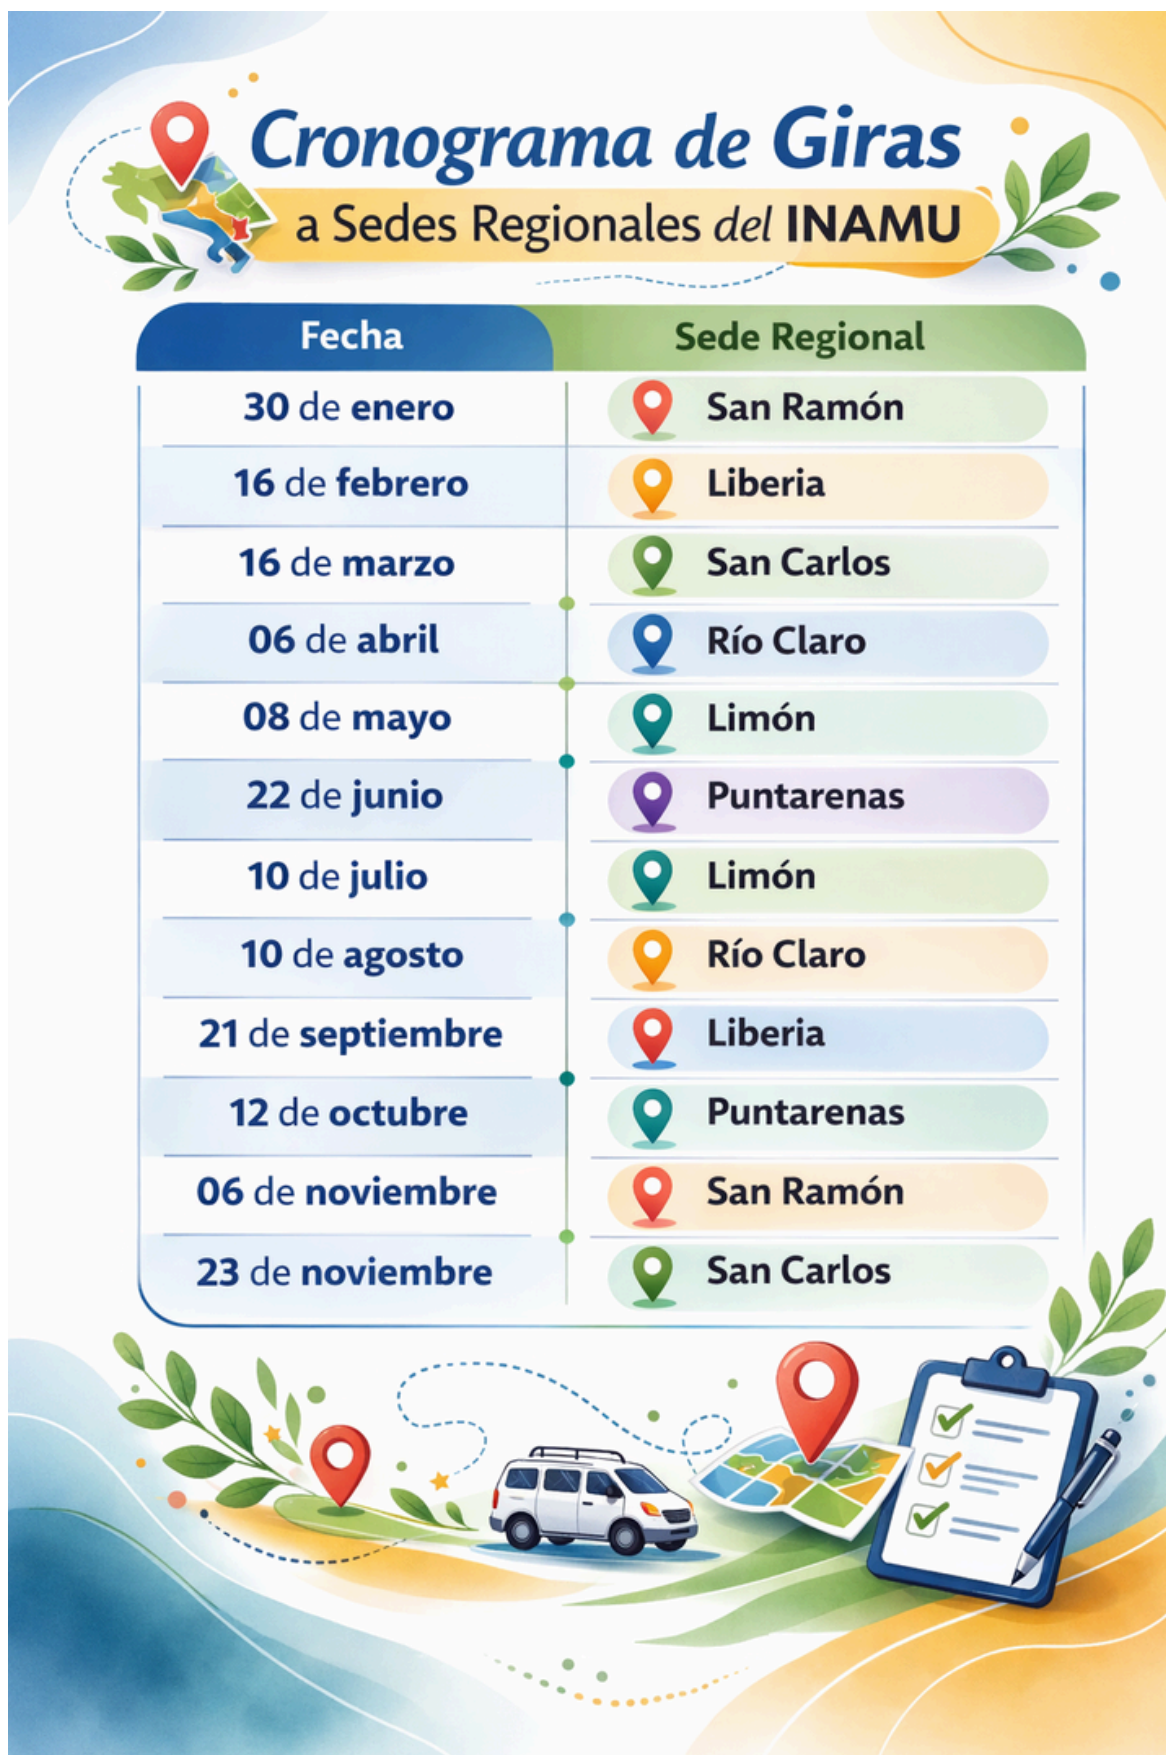 Cronograma de Giras
a Sedes Regionales del INAMU
Fecha Sede Regional
30 de enero San Ramón
16 de febrero Liberia
16 de marzo San Carlos
06 de abril Río Claro
08 de mayo Limón
22 de junio Puntarenas
10 de julio Limón
10 de agosto Río Claro
21 de septiembre Liberia
12 de octubre Puntarenas
06 de noviembre San Ramón
23 de noviembre San Carlos